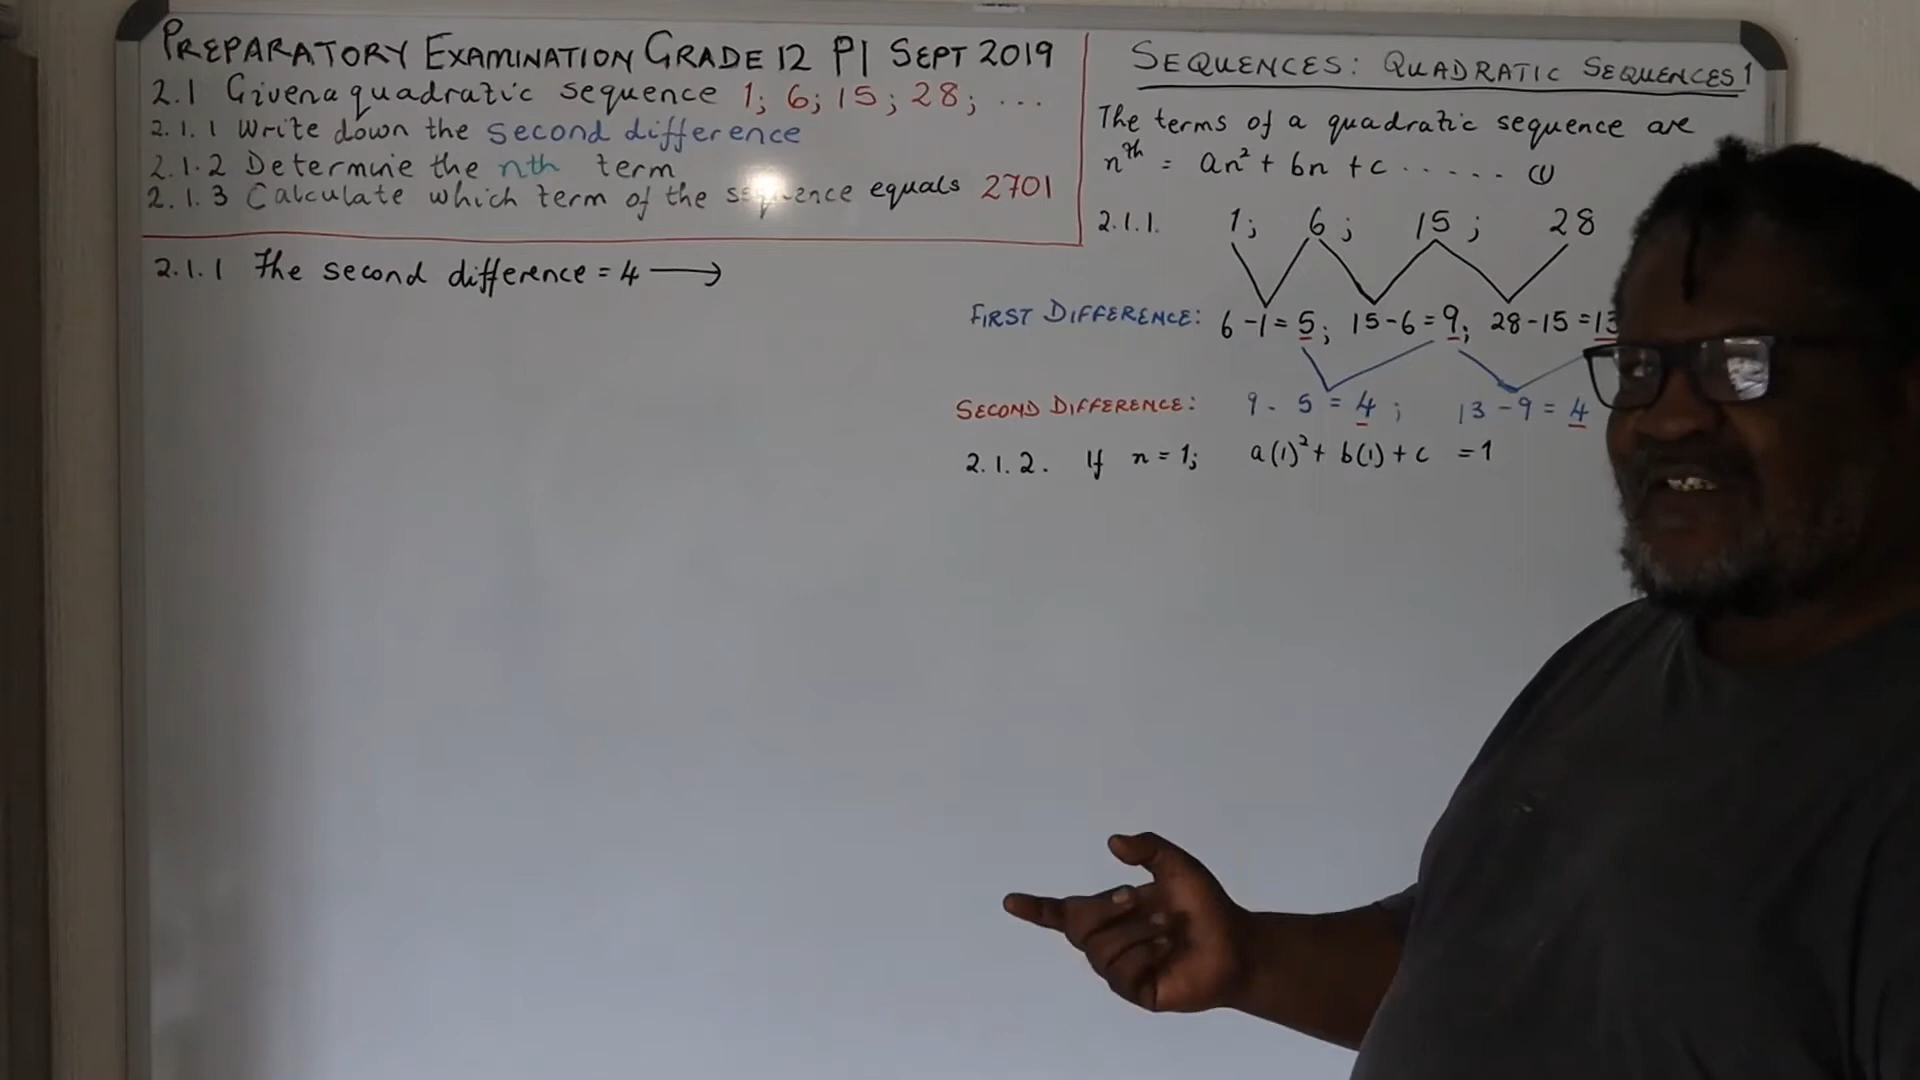 PREPARATORY EXAMINATION GRADE 12 P1 SEPT 2019
2.1 Given a quadratic sequence 1; 6; 15; 28; ...
2.1.1 Write down the second difference
2.1.2 Determine the nth term
2.1.3 Calculate which term of the sequence equals 2701
2.1.1 The second difference = 4 ⟶
SEQUENCES: QUADRATIC SEQUENCES 1
The terms of a quadratic sequence are
nᵗʰ = an² + bn + c ..... (1)
2.1.1. 1; 6; 15; 28
FIRST DIFFERENCE: 6 - 1 = 5; 15 - 6 = 9; 28 - 15 = 13
SECOND DIFFERENCE: 9 - 5 = 4; 13 - 9 = 4
2.1.2. If n = 1; a(1)² + b(1) + c = 1